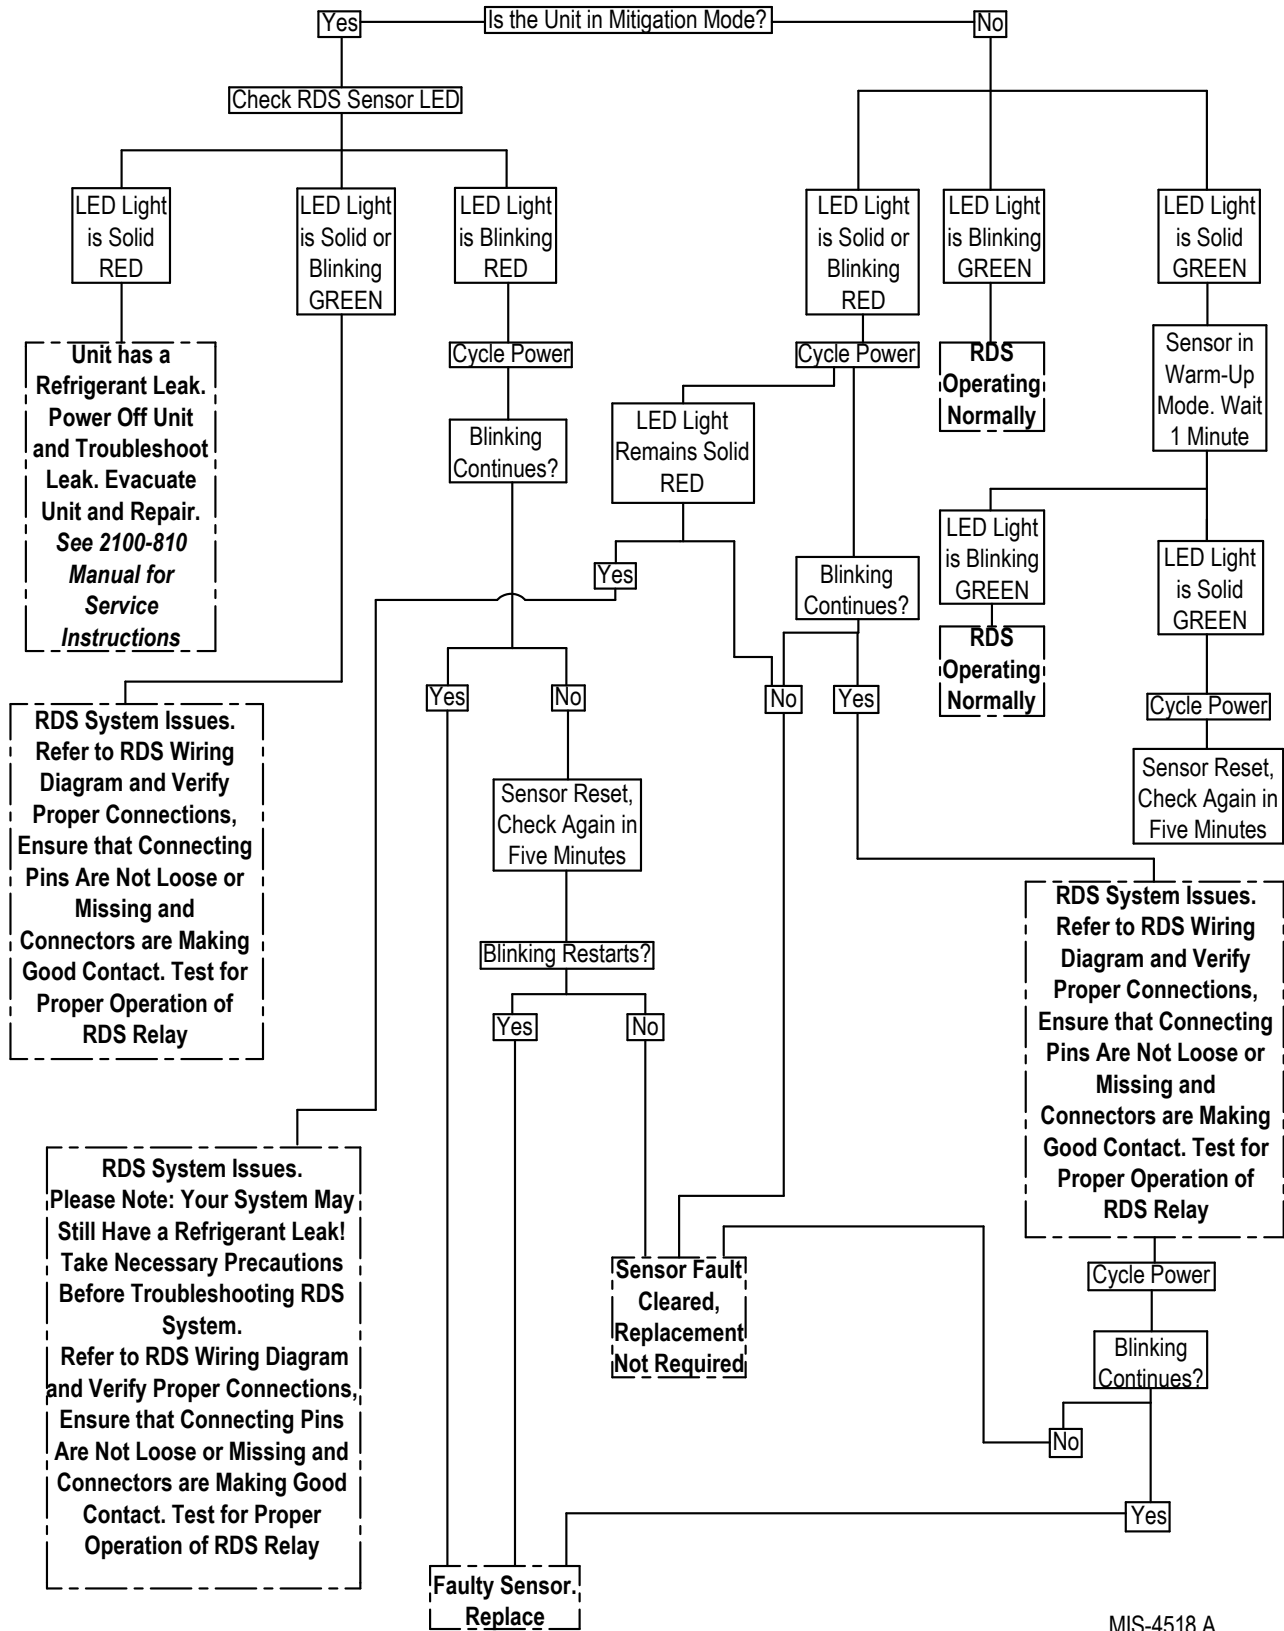 Is the Unit in Mitigation Mode?
Yes
No
Check RDS Sensor LED
LED Light
is Solid
RED
LED Light
is Solid or
Blinking
GREEN
LED Light
is Blinking
RED
LED Light
is Solid or
Blinking
RED
LED Light
is Blinking
GREEN
LED Light
is Solid
GREEN
Unit has a
Refrigerant Leak.
Power Off Unit
and Troubleshoot
Leak. Evacuate
Unit and Repair.
See 2100-810
Manual for
Service
Instructions
Cycle Power
Cycle Power
RDS
Operating
Normally
Sensor in
Warm-Up
Mode. Wait
1 Minute
Blinking
Continues?
LED Light
Remains Solid
RED
LED Light
is Blinking
GREEN
LED Light
is Solid
GREEN
Yes
Blinking
Continues?
RDS
Operating
Normally
Yes
No
No
Yes
Cycle Power
RDS System Issues.
Refer to RDS Wiring
Diagram and Verify
Proper Connections,
Ensure that Connecting
Pins Are Not Loose or
Missing and
Connectors are Making
Good Contact. Test for
Proper Operation of
RDS Relay
Sensor Reset,
Check Again in
Five Minutes
Sensor Reset,
Check Again in
Five Minutes
Blinking Restarts?
Yes
No
RDS System Issues.
Refer to RDS Wiring
Diagram and Verify
Proper Connections,
Ensure that Connecting
Pins Are Not Loose or
Missing and
Connectors are Making
Good Contact. Test for
Proper Operation of
RDS Relay
RDS System Issues.
Please Note: Your System May
Still Have a Refrigerant Leak!
Take Necessary Precautions
Before Troubleshooting RDS
System.
Refer to RDS Wiring Diagram
and Verify Proper Connections,
Ensure that Connecting Pins
Are Not Loose or Missing and
Connectors are Making Good
Contact. Test for Proper
Operation of RDS Relay
Sensor Fault
Cleared,
Replacement
Not Required
Cycle Power
Blinking
Continues?
No
Yes
Faulty Sensor.
Replace
MIS-4518 A